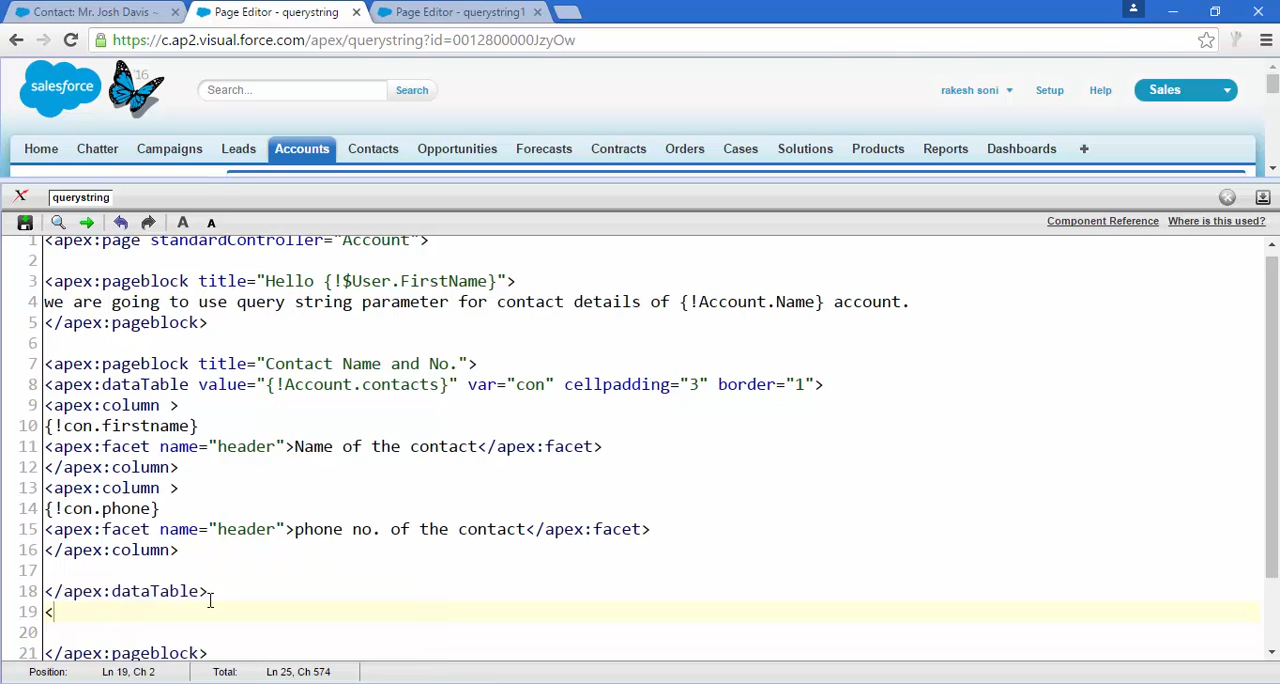 Contact: Mr. Josh Davis ~
Page Editor - querystring
Page Editor - querystring1
https://c.ap2.visual.force.com/apex/querystring?id=0012800000JzyOw
salesforce
'16
Search...
Search
rakesh soni
Setup
Help
Sales
Home
Chatter
Campaigns
Leads
Accounts
Contacts
Opportunities
Forecasts
Contracts
Orders
Cases
Solutions
Products
Reports
Dashboards
+
querystring
A
A
Component Reference
Where is this used?
1 <apex:page standardController="Account">
2
3 <apex:pageblock title="Hello {!$User.FirstName}">
4 we are going to use query string parameter for contact details of {!Account.Name} account.
5 </apex:pageblock>
6
7 <apex:pageblock title="Contact Name and No.">
8 <apex:dataTable value="{!Account.contacts}" var="con" cellpadding="3" border="1">
9 <apex:column >
10 {!con.firstname}
11 <apex:facet name="header">Name of the contact</apex:facet>
12 </apex:column>
13 <apex:column >
14 {!con.phone}
15 <apex:facet name="header">phone no. of the contact</apex:facet>
16 </apex:column>
17
18 </apex:dataTable>
19 <
20
21 </apex:pageblock>
Position: Ln 19, Ch 2 Total: Ln 25, Ch 574